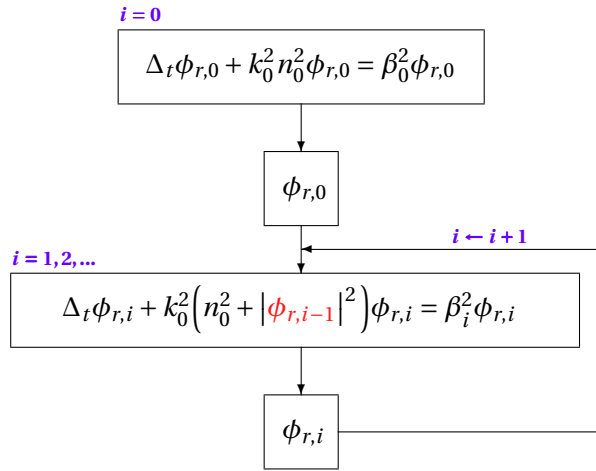 i = 0
Δ_t ϕ_{r,0} + k_0^2 n_0^2 ϕ_{r,0} = β_0^2 ϕ_{r,0}
ϕ_{r,0}
i ← i + 1
i = 1, 2, ...
Δ_t ϕ_{r,i} + k_0^2 (n_0^2 + |ϕ_{r,i−1}|^2) ϕ_{r,i} = β_i^2 ϕ_{r,i}
ϕ_{r,i}